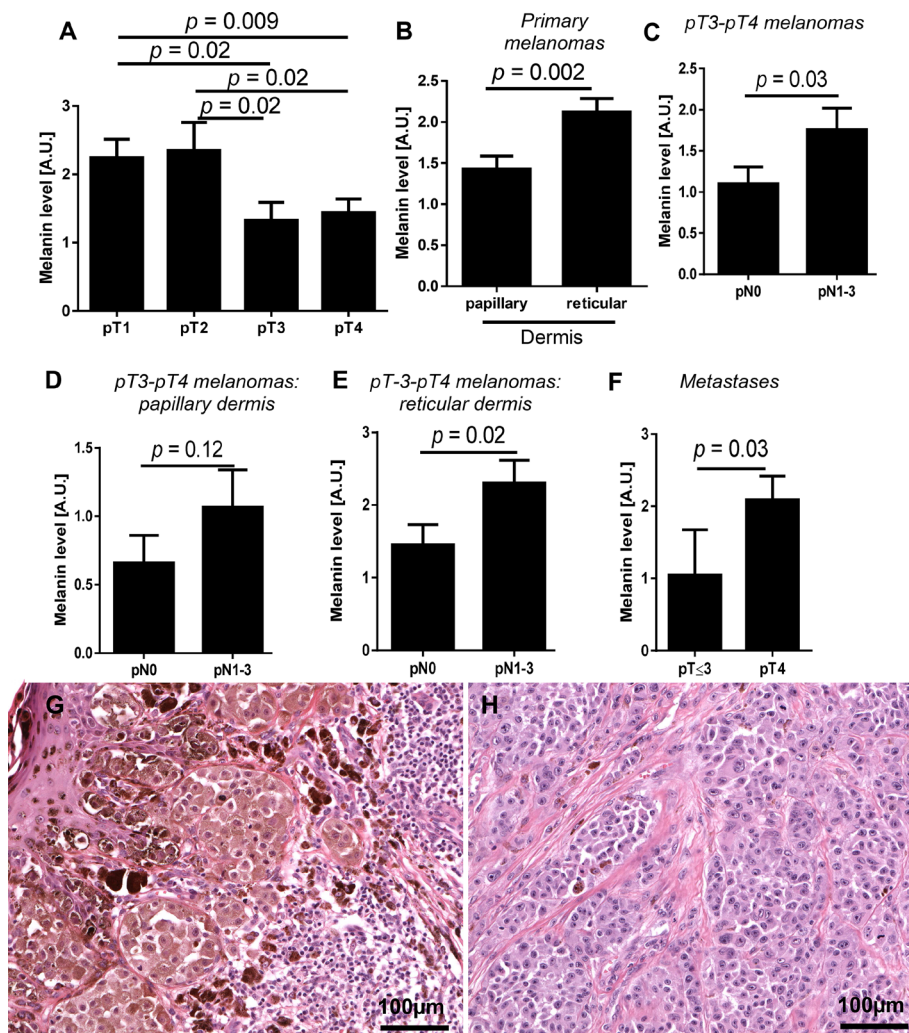 A
p = 0.009
p = 0.02
p = 0.02
p = 0.02
Melanin level [A.U.]
3
2
1
0
pT1 pT2 pT3 pT4
B
Primary
melanomas
p = 0.002
Melanin level [A.U.]
2.5
2.0
1.5
1.0
0.5
0.0
papillary reticular
Dermis
C
pT3-pT4 melanomas
p = 0.03
Melanin level [A.U.]
2.5
2.0
1.5
1.0
0.5
0.0
pN0 pN1-3
D
pT3-pT4 melanomas:
papillary dermis
p = 0.12
Melanin level [A.U.]
1.5
1.0
0.5
0.0
pN0 pN1-3
E
pT-3-pT4 melanomas:
reticular dermis
p = 0.02
Melanin level [A.U.]
3
2
1
0
pN0 pN1-3
F
Metastases
p = 0.03
Melanin level [A.U.]
3
2
1
0
pT≤3 pT4
G
100µm
H
100µm